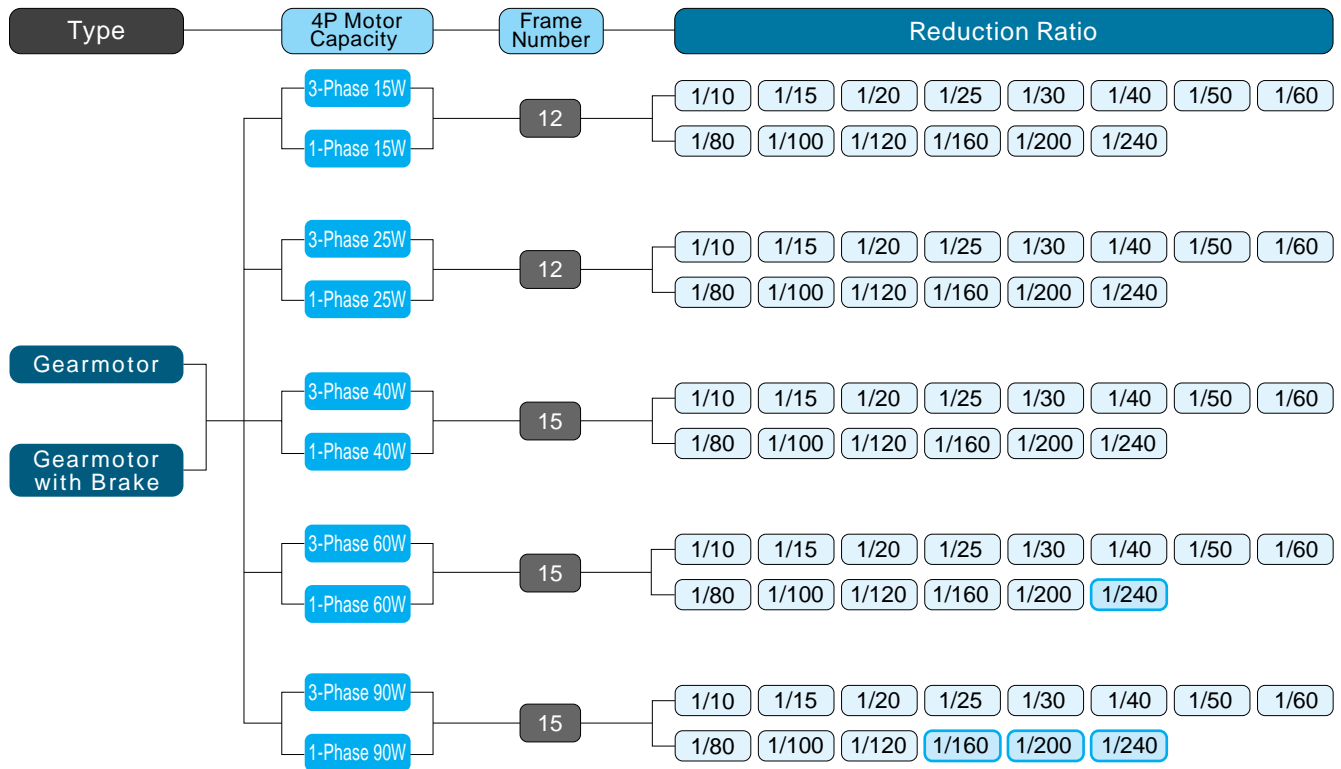 Type
4P Motor
Capacity
Frame
Number
Reduction Ratio
Gearmotor
Gearmotor
with Brake
3-Phase 15W
1-Phase 15W
12
1/10 1/15 1/20 1/25 1/30 1/40 1/50 1/60
1/80 1/100 1/120 1/160 1/200 1/240
3-Phase 25W
1-Phase 25W
12
1/10 1/15 1/20 1/25 1/30 1/40 1/50 1/60
1/80 1/100 1/120 1/160 1/200 1/240
3-Phase 40W
1-Phase 40W
15
1/10 1/15 1/20 1/25 1/30 1/40 1/50 1/60
1/80 1/100 1/120 1/160 1/200 1/240
3-Phase 60W
1-Phase 60W
15
1/10 1/15 1/20 1/25 1/30 1/40 1/50 1/60
1/80 1/100 1/120 1/160 1/200 1/240
3-Phase 90W
1-Phase 90W
15
1/10 1/15 1/20 1/25 1/30 1/40 1/50 1/60
1/80 1/100 1/120 1/160 1/200 1/240